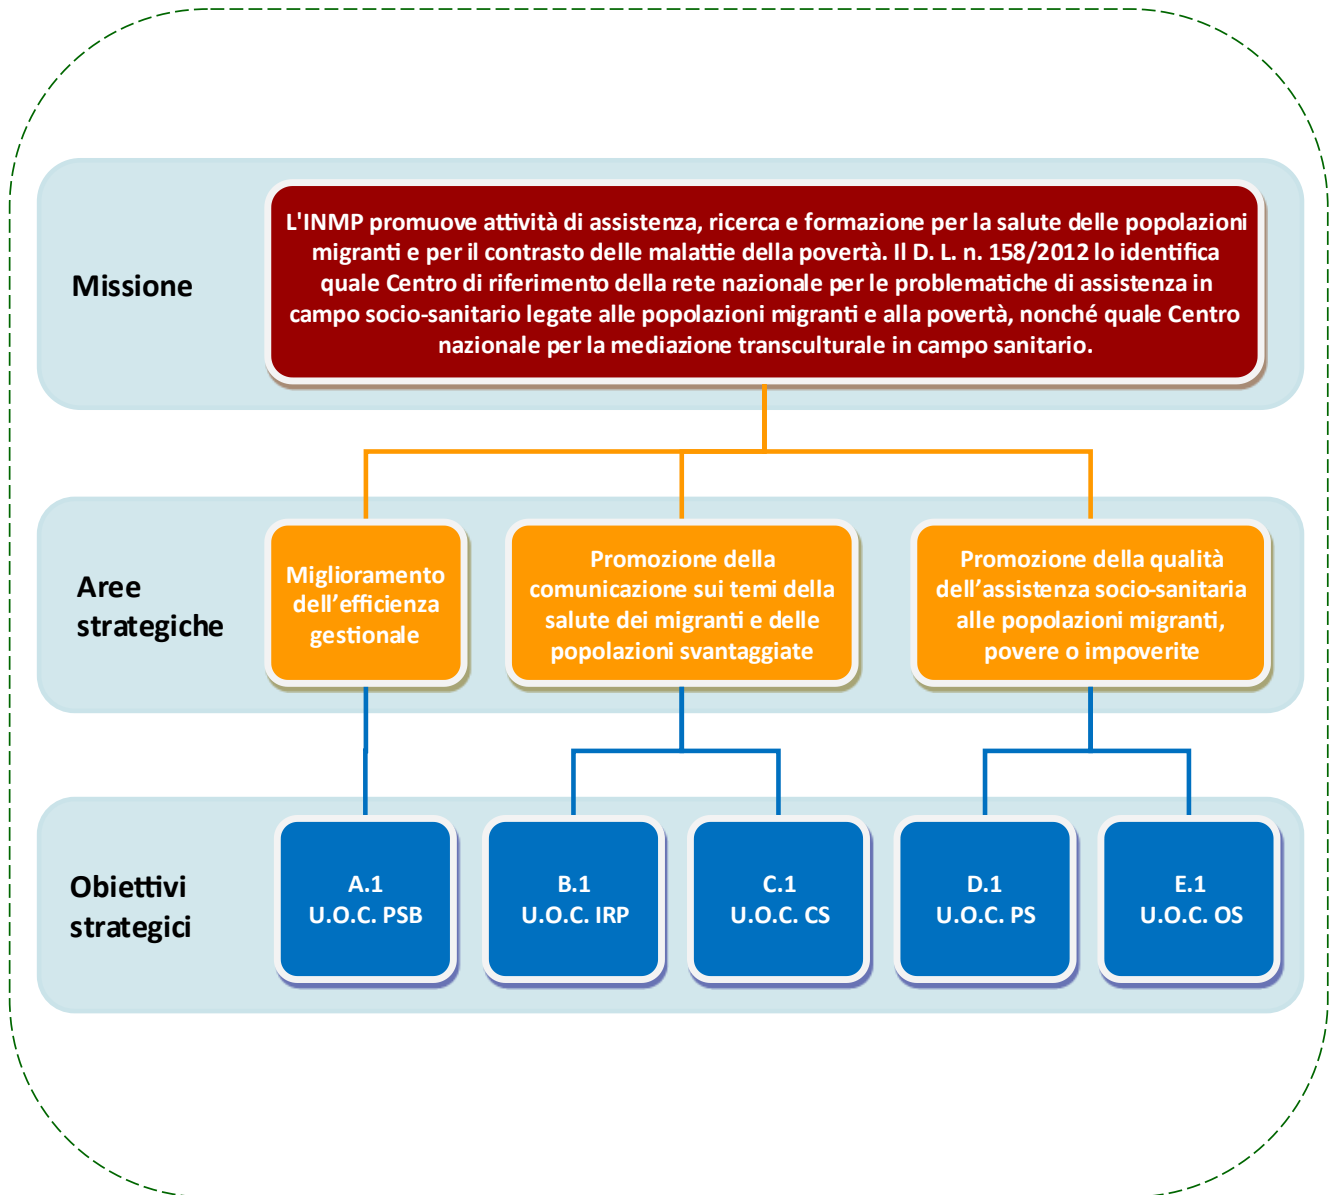 Missione
L'INMP promuove attività di assistenza, ricerca e formazione per la salute delle popolazioni
migranti e per il contrasto delle malattie della povertà. Il D. L. n. 158/2012 lo identifica
quale Centro di riferimento della rete nazionale per le problematiche di assistenza in
campo socio-sanitario legate alle popolazioni migranti e alla povertà, nonché quale Centro
nazionale per la mediazione transculturale in campo sanitario.
Aree
strategiche
Miglioramento
dell’efficienza
gestionale
Promozione della
comunicazione sui temi della
salute dei migranti e delle
popolazioni svantaggiate
Promozione della qualità
dell’assistenza socio-sanitaria
alle popolazioni migranti,
povere o impoverite
Obiettivi
strategici
A.1
U.O.C. PSB
B.1
U.O.C. IRP
C.1
U.O.C. CS
D.1
U.O.C. PS
E.1
U.O.C. OS